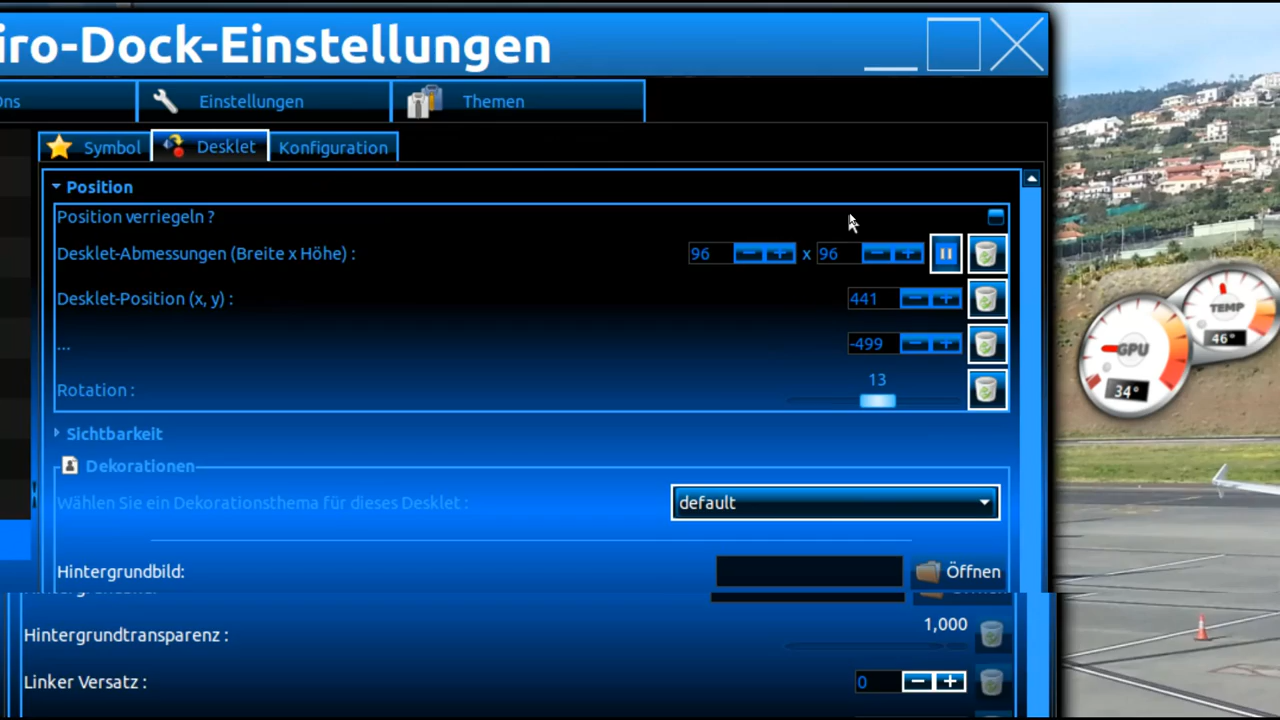 iro-Dock-Einstellungen
Ons Einstellungen Themen
Symbol Desklet Konfiguration
Position
Position verriegeln ?
Desklet-Abmessungen (Breite x Höhe) : 96 x 96
Desklet-Position (x, y) : 441
... -499
Rotation : 13
Sichtbarkeit
Dekorationen
Wählen Sie ein Dekorationsthema für dieses Desklet : default
Hintergrundbild: Öffnen
Hintergrundtransparenz : 1,000
Linker Versatz : 0
TEMP
46°
GPU
34°